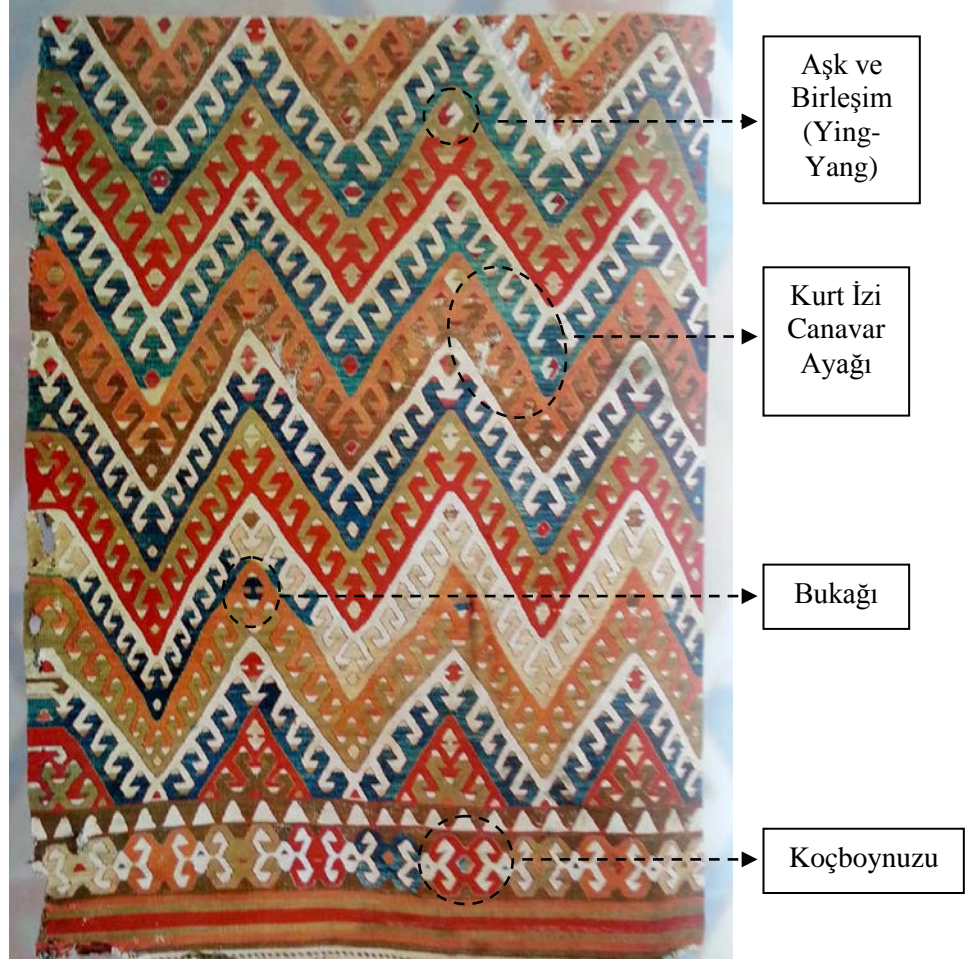 Aşk ve
Birleşim
(Ying-
Yang)
Kurt İzi
Canavar
Ayağı
Bukağı
Koçboynuzu